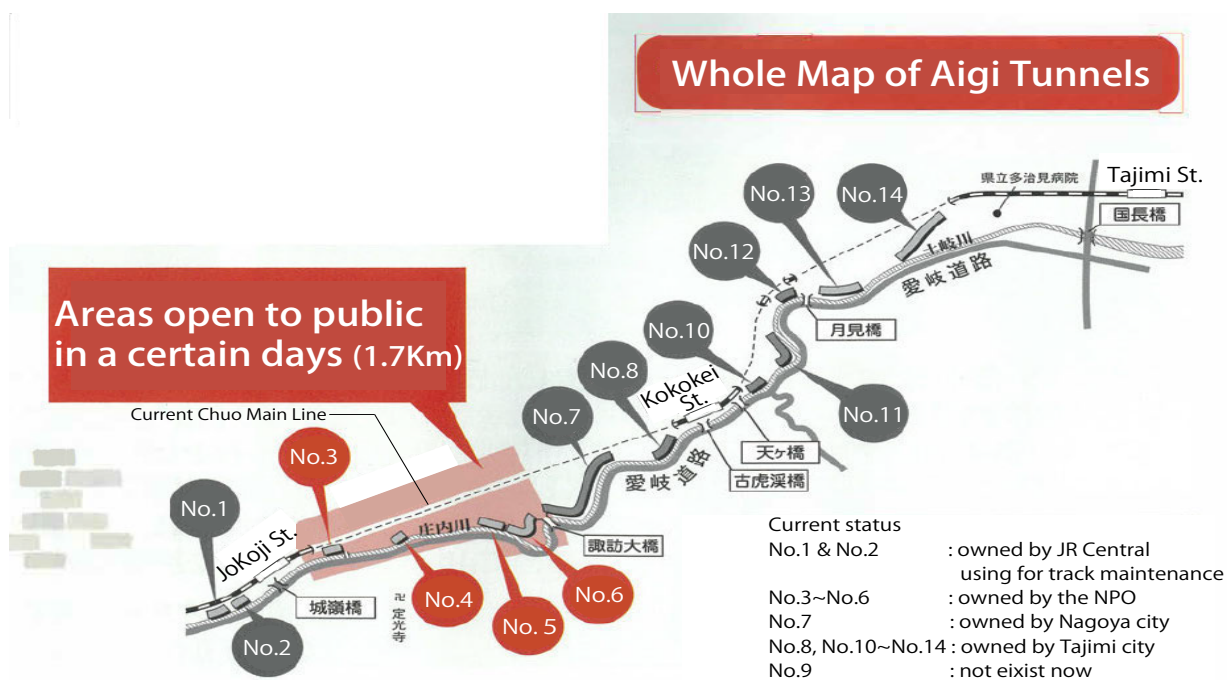 Whole Map of Aigi Tunnels
Tajimi St.
県立多治見病院
国長橋
No.13
No.14
土岐川
愛岐道路
No.12
月見橋
No.10
No.11
Kokokei
St.
No.8
No.7
天ヶ橋
古虎渓橋
愛岐道路
Areas open to public
in a certain days (1.7Km)
Current Chuo Main Line
No.3
No.1
JoKoji St.
庄内川
諏訪大橋
城嶺橋
卍定光寺
No.4
No. 5
No.6
No.2
Current status
No.1 & No.2 : owned by JR Central
using for track maintenance
No.3~No.6 : owned by the NPO
No.7 : owned by Nagoya city
No.8, No.10~No.14 : owned by Tajimi city
No.9 : not eixist now